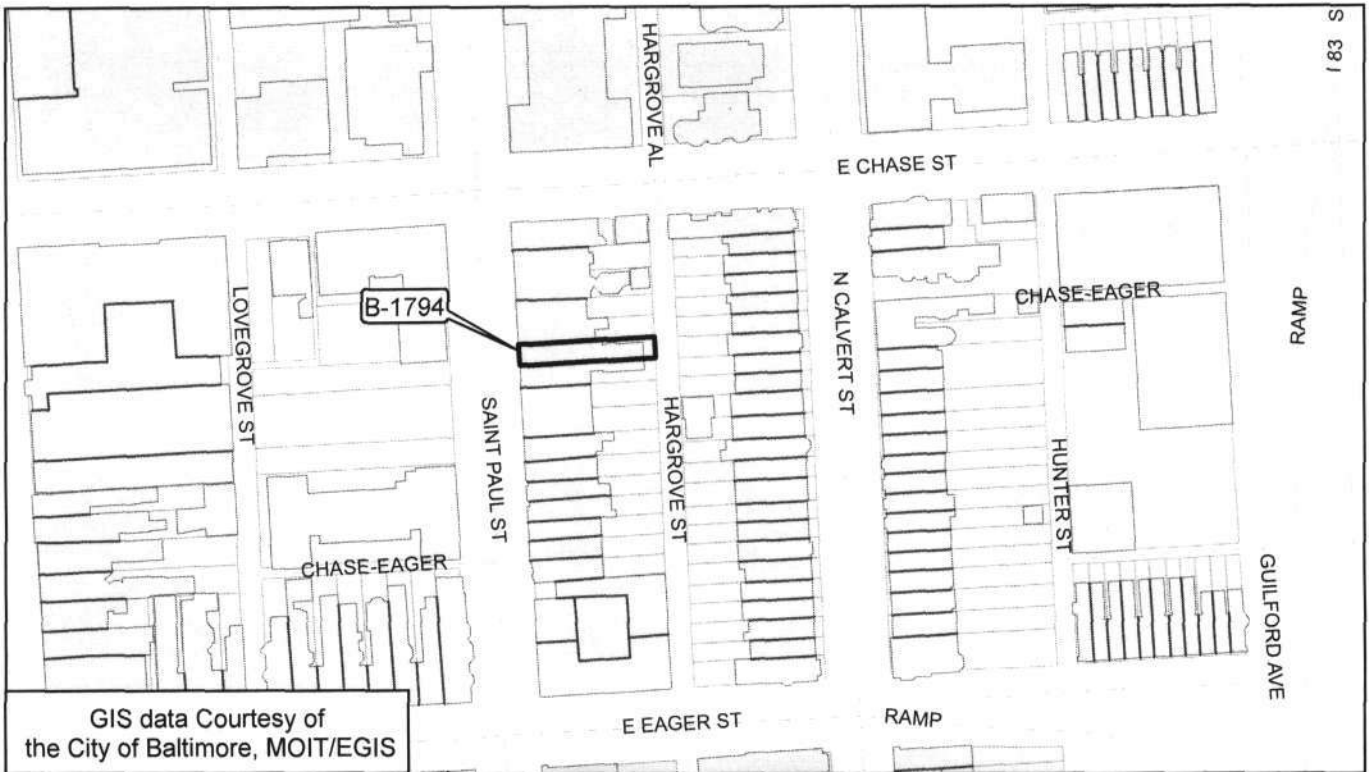 I 83 S
HARGROVE AL
E CHASE ST
CHASE-EAGER
RAMP
B-1794
LOVEGROVE ST
SAINT PAUL ST
HARGROVE ST
N CALVERT ST
HUNTER ST
CHASE-EAGER
GUILFORD AVE
E EAGER ST
RAMP
GIS data Courtesy of
the City of Baltimore, MOIT/EGIS